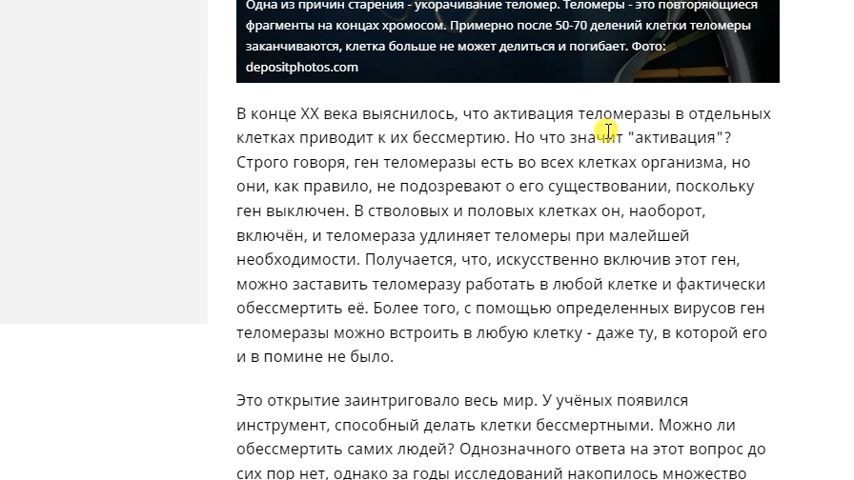 Одна из причин старения - укорачивание теломер. Теломеры - это повторяющиеся
фрагменты на концах хромосом. Примерно после 50-70 делений клетки теломеры
заканчиваются, клетка больше не может делиться и погибает. Фото:
depositphotos.com
В конце XX века выяснилось, что активация теломеразы в отдельных
клетках приводит к их бессмертию. Но что значит "активация"?
Строго говоря, ген теломеразы есть во всех клетках организма, но
они, как правило, не подозревают о его существовании, поскольку
ген выключен. В стволовых и половых клетках он, наоборот,
включён, и теломераза удлиняет теломеры при малейшей
необходимости. Получается, что, искусственно включив этот ген,
можно заставить теломеразу работать в любой клетке и фактически
обессмертить её. Более того, с помощью определенных вирусов ген
теломеразы можно встроить в любую клетку - даже ту, в которой его
и в помине не было.
Это открытие заинтриговало весь мир. У учёных появился
инструмент, способный делать клетки бессмертными. Можно ли
обессмертить самих людей? Однозначного ответа на этот вопрос до
сих пор нет, однако за годы исследований накопилось множество